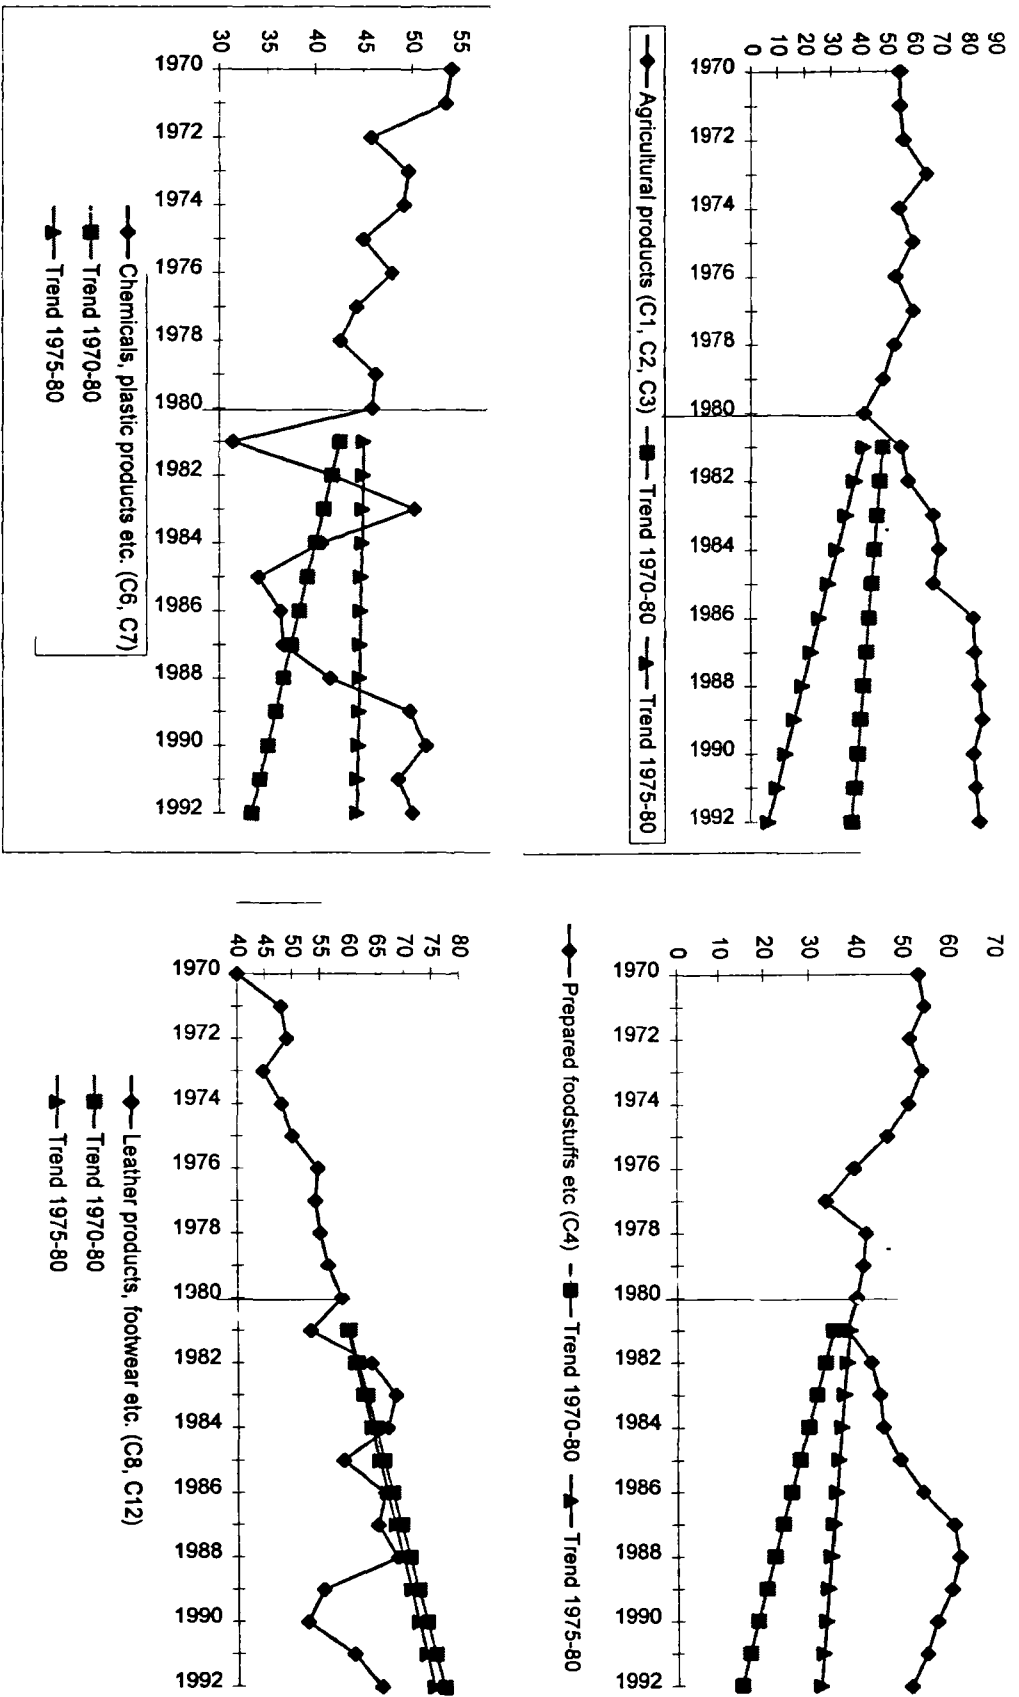 90
80
70
60
50
40
30
20
10
0
1970 1972 1974 1976 1978 1980 1982 1984 1986 1988 1990 1992
Agricultural products (C1, C2, C3) Trend 1970-80 Trend 1975-80
70
60
50
40
30
20
10
0
1970 1972 1974 1976 1978 1980 1982 1984 1986 1988 1990 1992
Prepared foodstuffs etc (C4) Trend 1970-80 Trend 1975-80
55
50
45
40
35
30
1970 1972 1974 1976 1978 1980 1982 1984 1986 1988 1990 1992
Chemicals, plastic products etc. (C6, C7)
Trend 1970-80
Trend 1975-80
80
75
70
65
60
55
50
45
40
1970 1972 1974 1976 1978 1980 1982 1984 1986 1988 1990 1992
Leather products, footwear etc. (C8, C12)
Trend 1970-80
Trend 1975-80